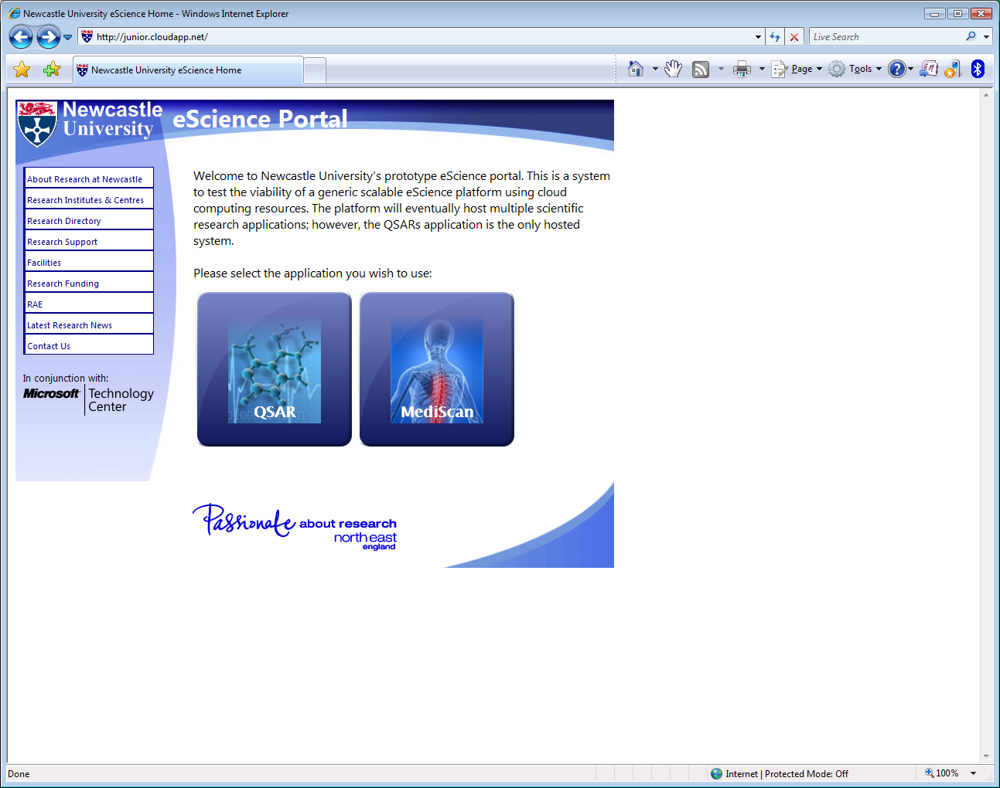 Newcastle University eScience Home - Windows Internet Explorer
http://junior.cloudapp.net/
Live Search
Newcastle University eScience Home
Page
Tools
Newcastle
University
eScience Portal
About Research at Newcastle
Research Institutes & Centres
Research Directory
Research Support
Facilities
Research Funding
RAE
Latest Research News
Contact Us
In conjunction with:
Microsoft
Technology
Center
Welcome to Newcastle University's prototype eScience portal. This is a system
to test the viability of a generic scalable eScience platform using cloud
computing resources. The platform will eventually host multiple scientific
research applications; however, the QSARs application is the only hosted
system.
Please select the application you wish to use:
QSAR
MediScan
Passionate about research
north east
england
Done
Internet | Protected Mode: Off
100%